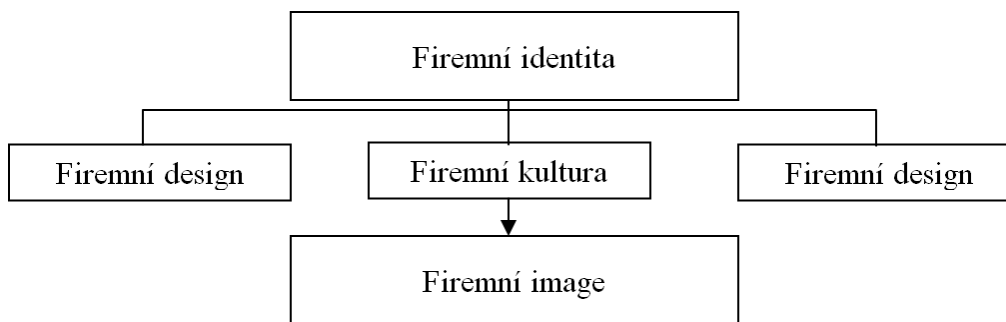 Firemní identita
Firemní design
Firemní kultura
Firemní design
Firemní image